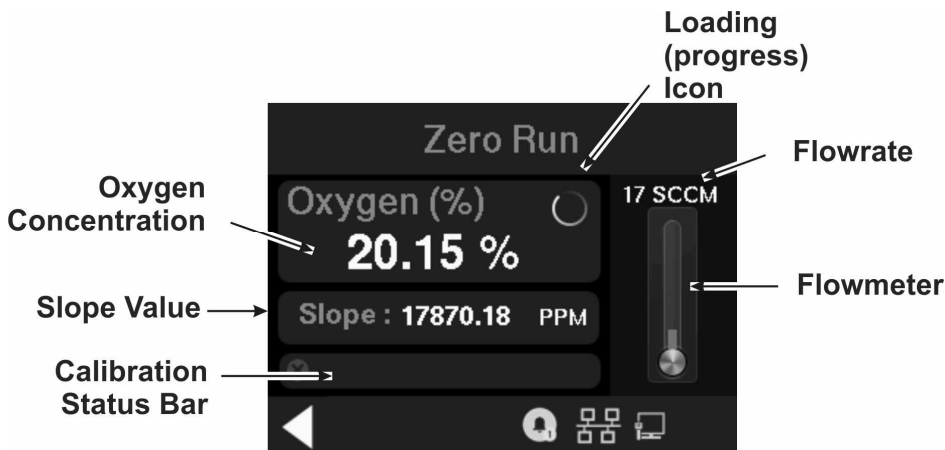 Loading
(progress)
Icon
Zero Run
Flowrate
Oxygen
Concentration
Oxygen (%)
17 SCCM
20.15 %
Flowmeter
Slope Value
Slope : 17870.18 PPM
Calibration
Status Bar